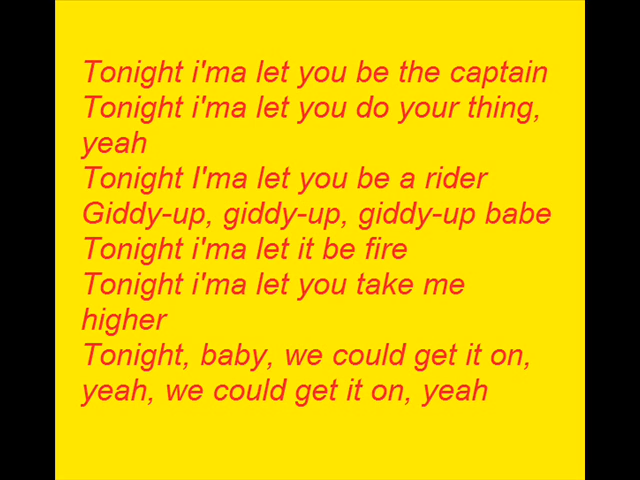 Tonight i'ma let you be the captain
Tonight i'ma let you do your thing,
yeah
Tonight I'ma let you be a rider
Giddy-up, giddy-up, giddy-up babe
Tonight i'ma let it be fire
Tonight i'ma let you take me
higher
Tonight, baby, we could get it on,
yeah, we could get it on, yeah